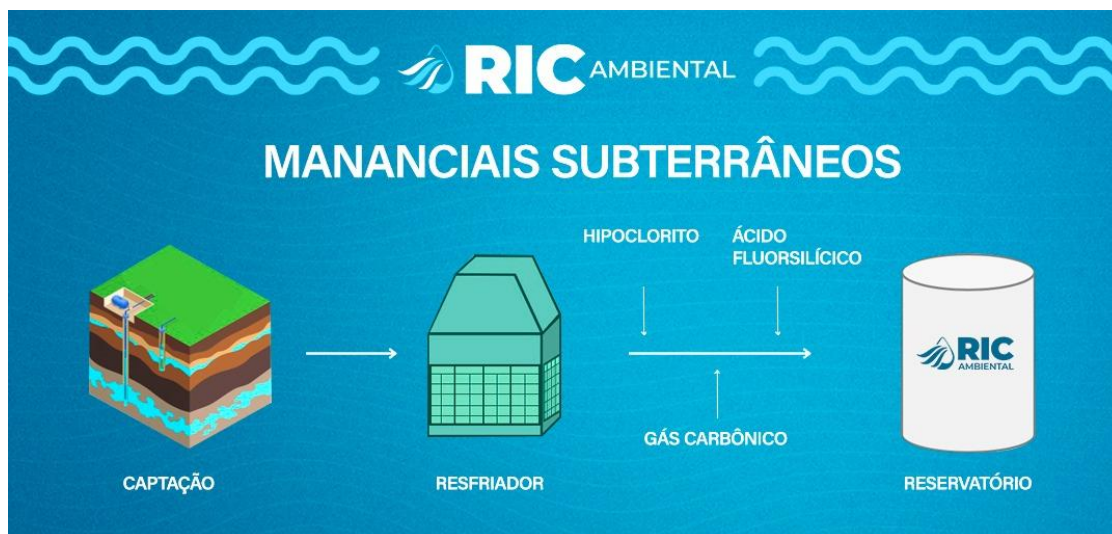 RIC AMBIENTAL
MANANCIAIS SUBTERRÂNEOS
HIPOCLORITO
ÁCIDO
FLUORSILÍCICO
RIC
AMBIENTAL
GÁS CARBÔNICO
CAPTAÇÃO
RESFRIADOR
RESERVATÓRIO